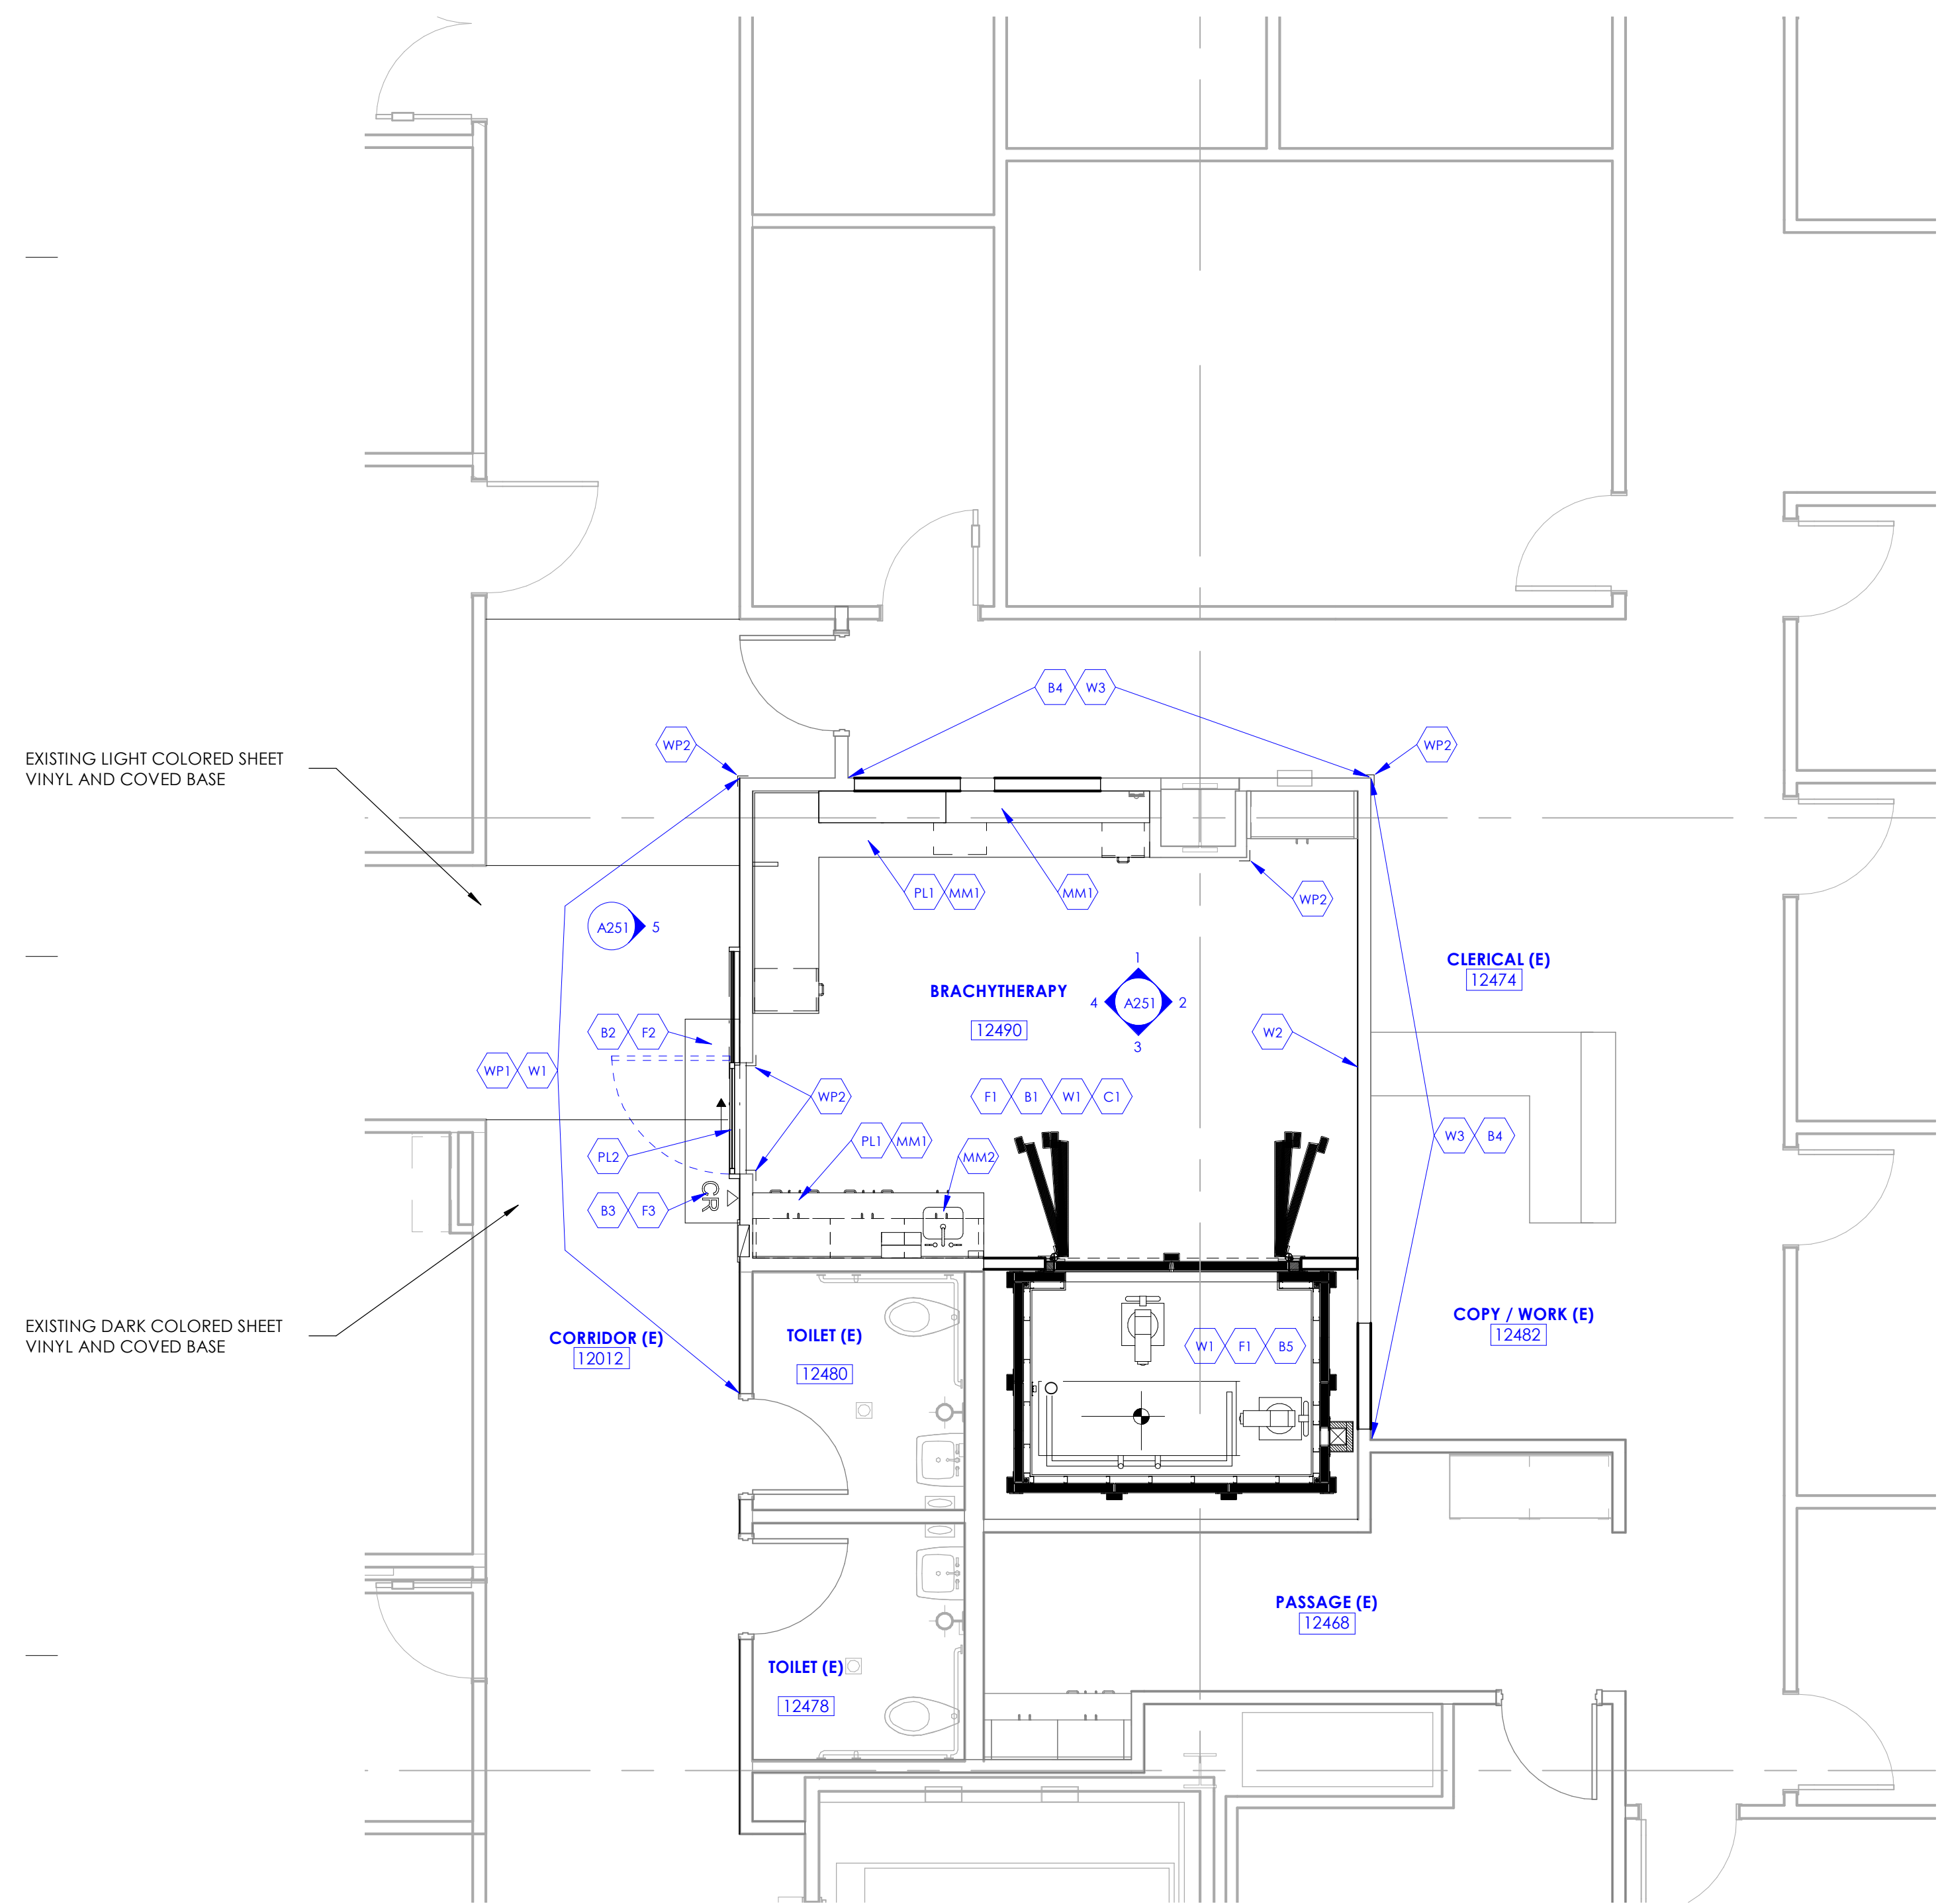 B4 W3
WP2
WP2
EXISTING LIGHT COLORED SHEET
VINYL AND COVED BASE
PL1 MM1
MM1
WP2
A251 5
CLERICAL (E)
12474
BRACHYTHERAPY
12490
1
4 A251 2
3
B2 F2
W2
WP1 W1
WP2
F1 B1 W1 C1
PL1 MM1
MM2
W3 B4
PL2
B3 F3
CR
EXISTING DARK COLORED SHEET
VINYL AND COVED BASE
CORRIDOR (E)
12012
TOILET (E)
12480
W1 F1 B5
COPY / WORK (E)
12482
PASSAGE (E)
12468
TOILET (E)
12478